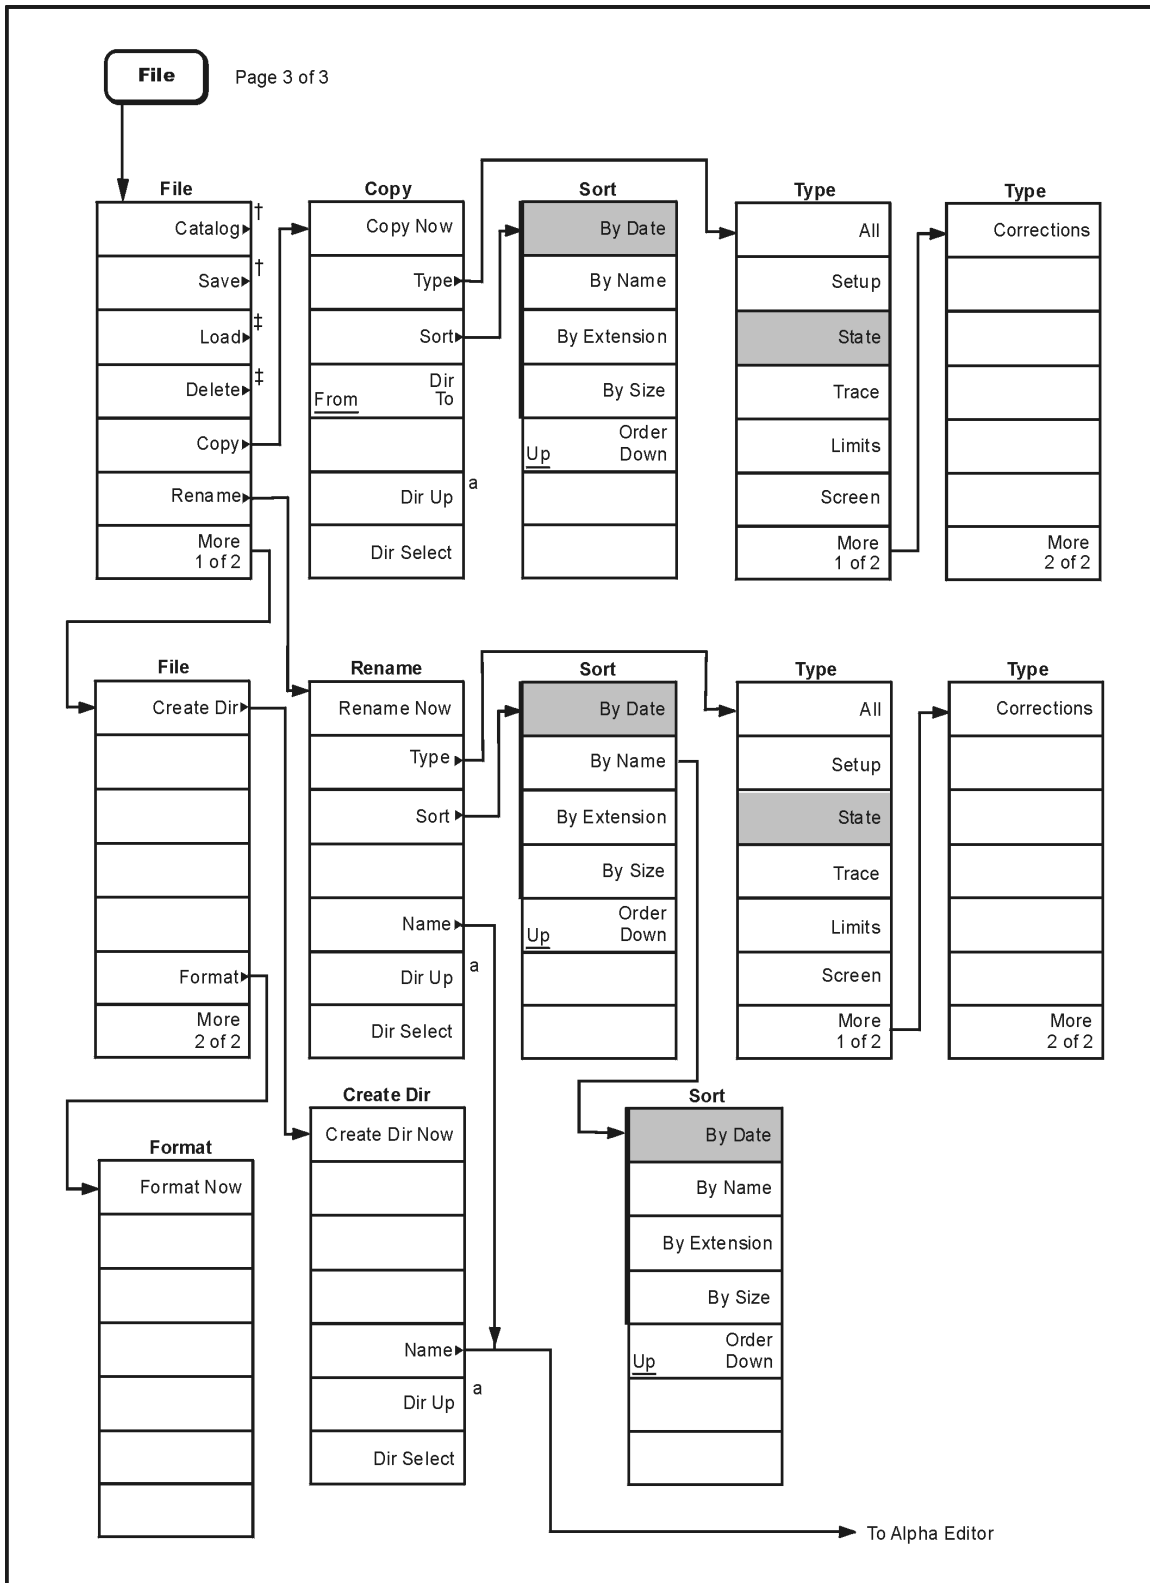 File
Page 3 of 3
File
Catalog †
Save †
Load ‡
Delete ‡
Copy
Rename
More
1 of 2
Copy
Copy Now
Type
Sort
Dir
From To
Dir Up a
Dir Select
Sort
By Date
By Name
By Extension
By Size
Order
Up Down
Type
All
Setup
State
Trace
Limits
Screen
More
1 of 2
Type
Corrections
More
2 of 2
File
Create Dir
Format
More
2 of 2
Rename
Rename Now
Type
Sort
Name
Dir Up a
Dir Select
Sort
By Date
By Name
By Extension
By Size
Order
Up Down
Type
All
Setup
State
Trace
Limits
Screen
More
1 of 2
Type
Corrections
More
2 of 2
Format
Format Now
Create Dir
Create Dir Now
Name
Dir Up a
Dir Select
Sort
By Date
By Name
By Extension
By Size
Order
Up Down
To Alpha Editor